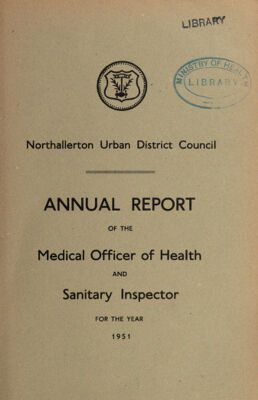 LIBRARY
MINISTRY OF HEALTH
LIBRARY
Northallerton Urban District Council
ANNUAL REPORT
OF THE
Medical Officer of Health
AND
Sanitary Inspector
FOR THE YEAR
1951